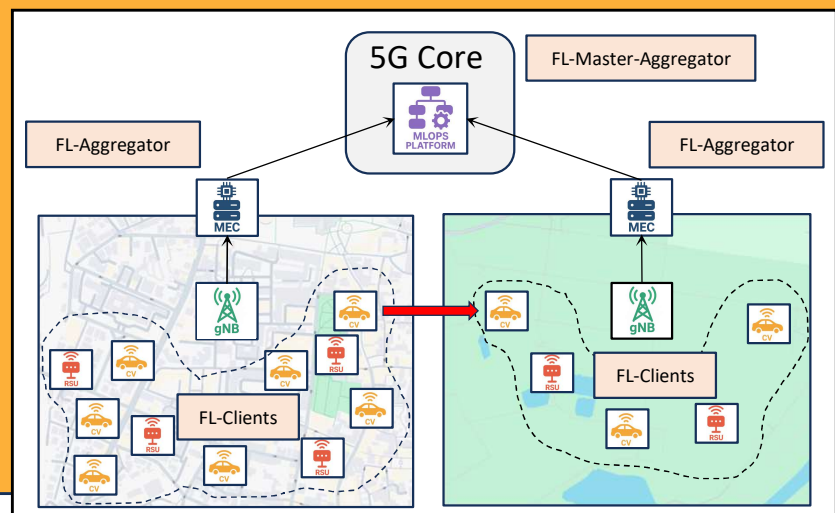 5G Core
FL-Master-Aggregator
MLOPS
PLATFORM
FL-Aggregator
FL-Aggregator
MEC
MEC
gNB
CV
CV
gNB
CV
RSU
CV
CV
RSU
RSU
FL-Clients
CV
CV
RSU
FL-Clients
CV
RSU
CV
RSU
CV
CV
RSU